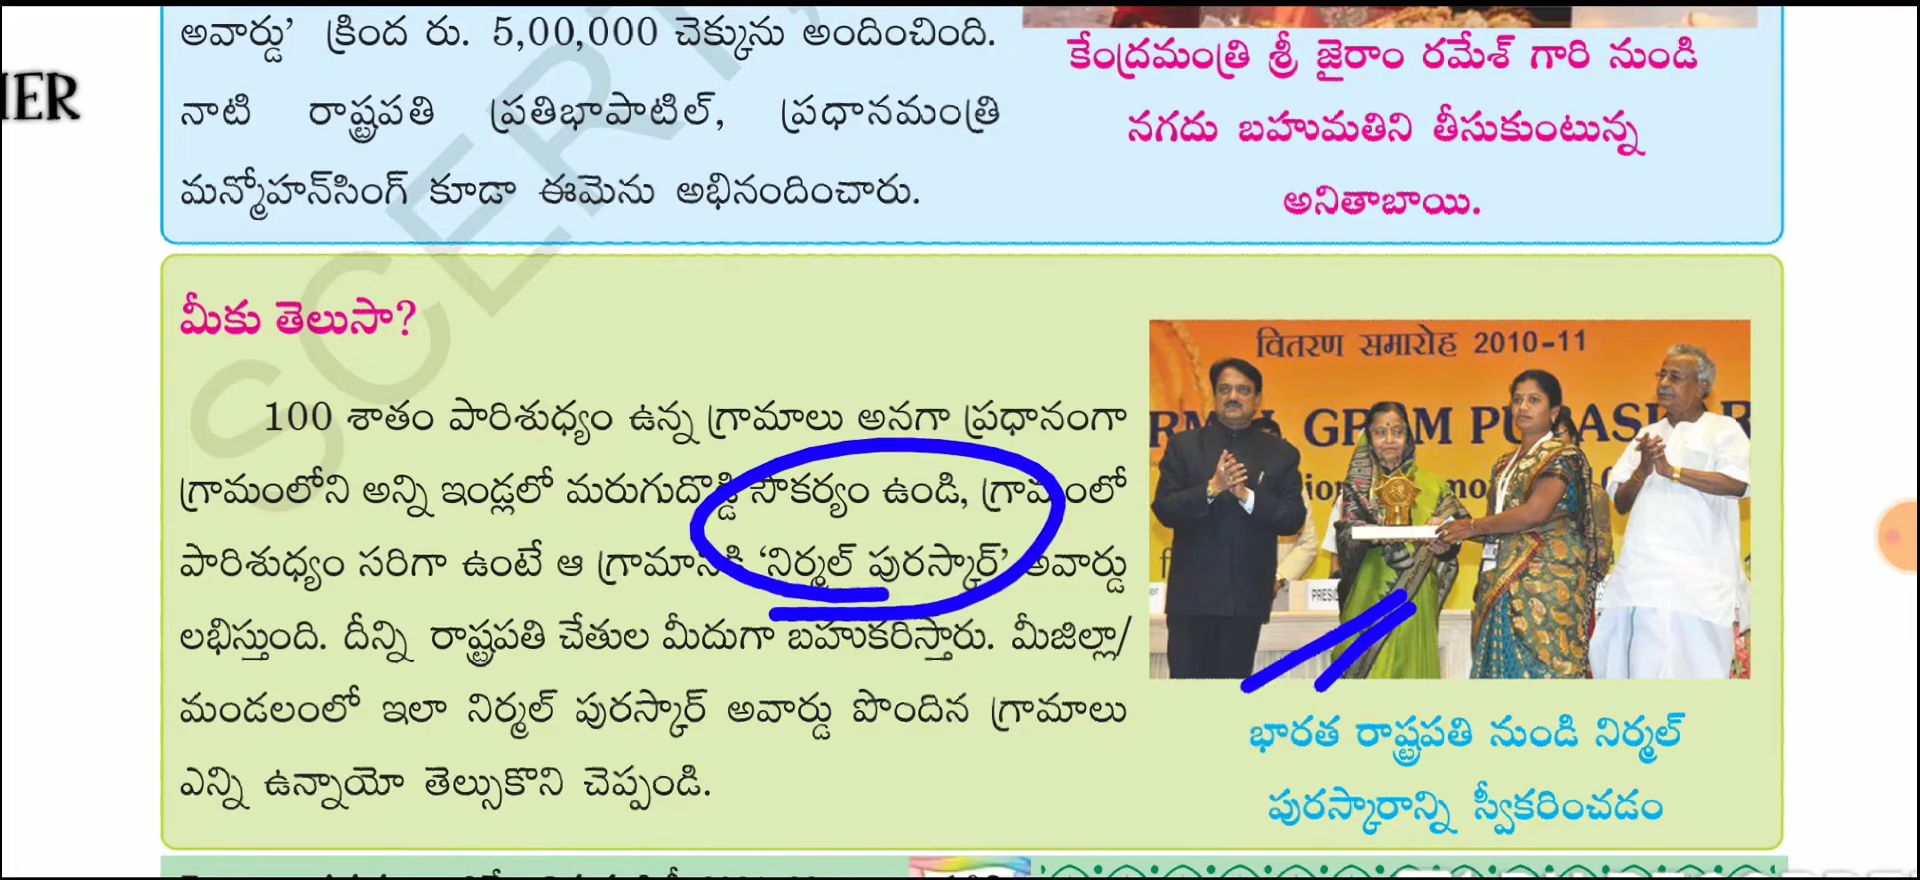 అవార్డు’ క్రింద రు. 5,00,000 చెక్కును అందించింది.
నాటి రాష్ట్రపతి ప్రతిభాపాటిల్, ప్రధానమంత్రి
మన్మోహన్‌సింగ్ కూడా ఈమెను అభినందించారు.
కేంద్రమంత్రి శ్రీ జైరాం రమేశ్ గారి నుండి
నగదు బహుమతిని తీసుకుంటున్న
అనితాబాయి.
HER
SCERT,
మీకు తెలుసా?
100 శాతం పారిశుధ్యం ఉన్న గ్రామాలు అనగా ప్రధానంగా
గ్రామంలోని అన్ని ఇండ్లలో మరుగుదొడ్డి సౌకర్యం ఉండి, గ్రామంలో
పారిశుధ్యం సరిగా ఉంటే ఆ గ్రామానికి ‘నిర్మల్ పురస్కార్’ అవార్డు
లభిస్తుంది. దీన్ని రాష్ట్రపతి చేతుల మీదుగా బహుకరిస్తారు. మీజిల్లా/
మండలంలో ఇలా నిర్మల్ పురస్కార్ అవార్డు పొందిన గ్రామాలు
ఎన్ని ఉన్నాయో తెల్సుకొని చెప్పండి.
वितरण समारोह 2010-11
భారత రాష్ట్రపతి నుండి నిర్మల్
పురస్కారాన్ని స్వీకరించడం